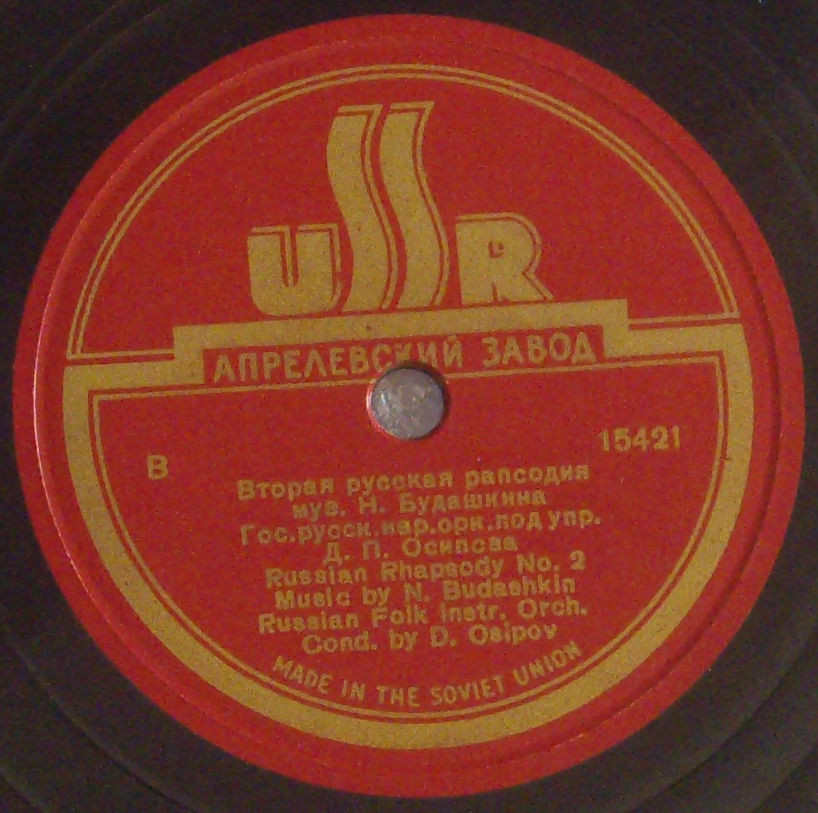 USSR
АПРЕЛЕВСКИЙ ЗАВОД
В
15421
Вторая русская рапсодия
муз. Н. Будашкина
Гос.русск.нар.орк.под упр.
Д. П. Осипова
Russian Rhapsody No. 2
Music by N. Budashkin
Russian Folk Instr. Orch.
Cond. by D. Osipov
MADE IN THE SOVIET UNION